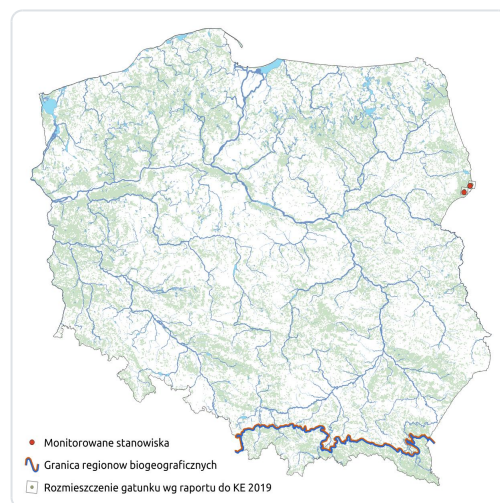 Monitorowane stanowiska
Granica regionow biogeograficznych
Rozmieszczenie gatunku wg raportu do KE 2019